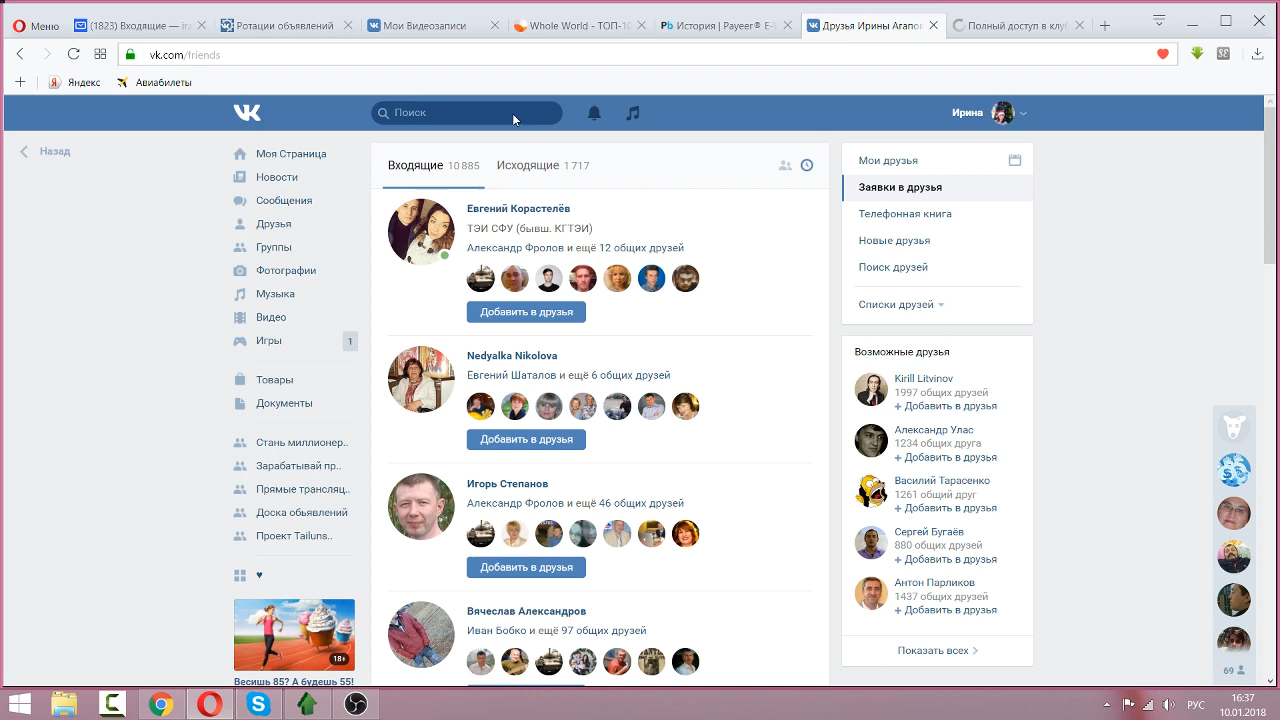 Меню
(1823) Входящие — ira
Ротации объявлений
Мои Видеозаписи
Whole World - ТОП-10
История | Payeer® E-
Друзья Ирины Агапо
Полный доступ в клу
vk.com/friends
Яндекс
Авиабилеты
Поиск
Ирина
Назад
Моя Страница
Новости
Сообщения
Друзья
Группы
Фотографии
Музыка
Видео
Игры
1
Товары
Документы
Стань миллионер..
Зарабатывай пр..
Прямые трансляц..
Доска объявлений
Проект Tailuns..
♥
18+
Весишь 85? А будешь 55!
Входящие 10 885
Исходящие 1 717
Евгений Корастелёв
ТЭИ СФУ (бывш. КГТЭИ)
Александр Фролов и ещё 12 общих друзей
Добавить в друзья
Nedyalka Nikolova
Евгений Шаталов и ещё 6 общих друзей
Добавить в друзья
Игорь Степанов
Александр Фролов и ещё 46 общих друзей
Добавить в друзья
Вячеслав Александров
Иван Бобко и ещё 97 общих друзей
Мои друзья
Заявки в друзья
Телефонная книга
Новые друзья
Поиск друзей
Списки друзей
Возможные друзья
Kirill Litvinov
1997 общих друзей
+ Добавить в друзья
Александр Улас
1234 общих друга
+ Добавить в друзья
Василий Тарасенко
1261 общий друг
+ Добавить в друзья
Сергей Бугаёв
880 общих друзей
+ Добавить в друзья
Антон Парликов
1437 общих друзей
+ Добавить в друзья
Показать всех
69
РУС
16:37
10.01.2018